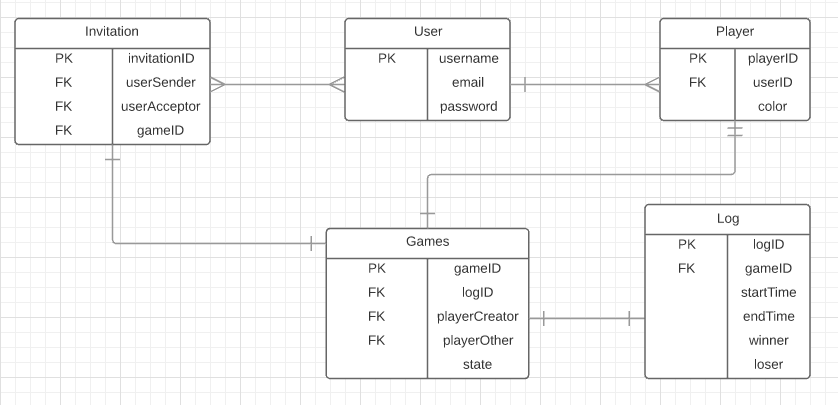 Invitation
PK invitationID
FK userSender
FK userAcceptor
FK gameID
User
PK username
email
password
Player
PK playerID
FK userID
color
Games
PK gameID
FK logID
FK playerCreator
FK playerOther
state
Log
PK logID
FK gameID
startTime
endTime
winner
loser